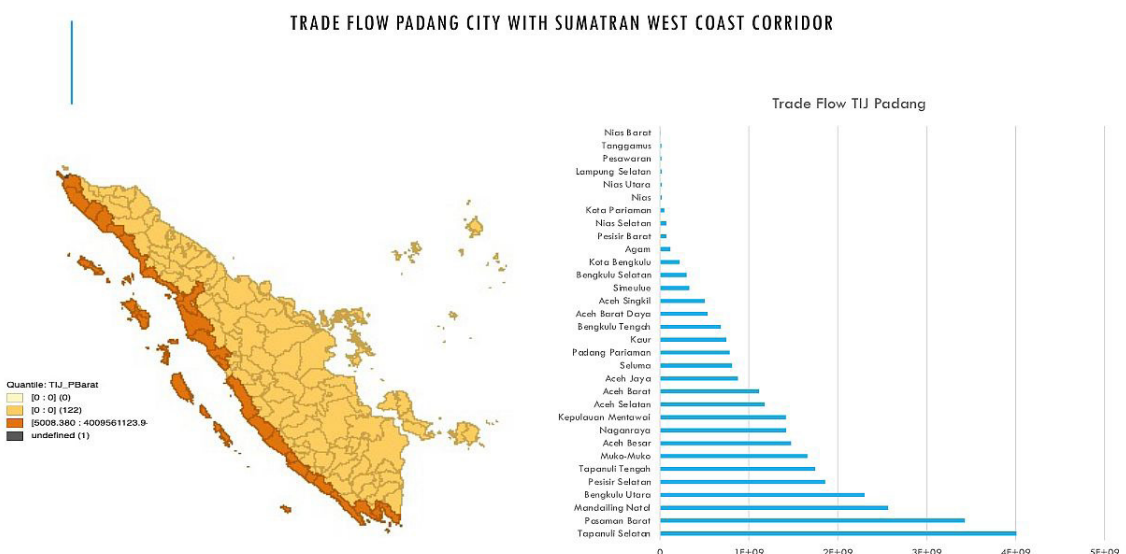 TRADE FLOW PADANG CITY WITH SUMATRAN WEST COAST CORRIDOR
Quantile: TIJ_PBarat
[0 : 0] (0)
[0 : 0] (122)
[5008.380 : 4009561123.9
undefined (1)
Trade Flow TIJ Padang
Nias Barat
Tanggamus
Pesawaran
Lampung Selatan
Nias Utara
Nias
Kota Pariaman
Nias Selatan
Pesisir Barat
Agam
Kota Bengkulu
Bengkulu Selatan
Simeulue
Aceh Singkil
Aceh Barat Daya
Bengkulu Tengah
Kaur
Padang Pariaman
Seluma
Aceh Jaya
Aceh Barat
Aceh Selatan
Kepulauan Mentawai
Naganraya
Aceh Besar
Muko-Muko
Tapanuli Tengah
Pesisir Selatan
Bengkulu Utara
Mandailing Natal
Pasaman Barat
Tapanuli Selatan
0 1E+09 2E+09 3E+09 4E+09 5E+09